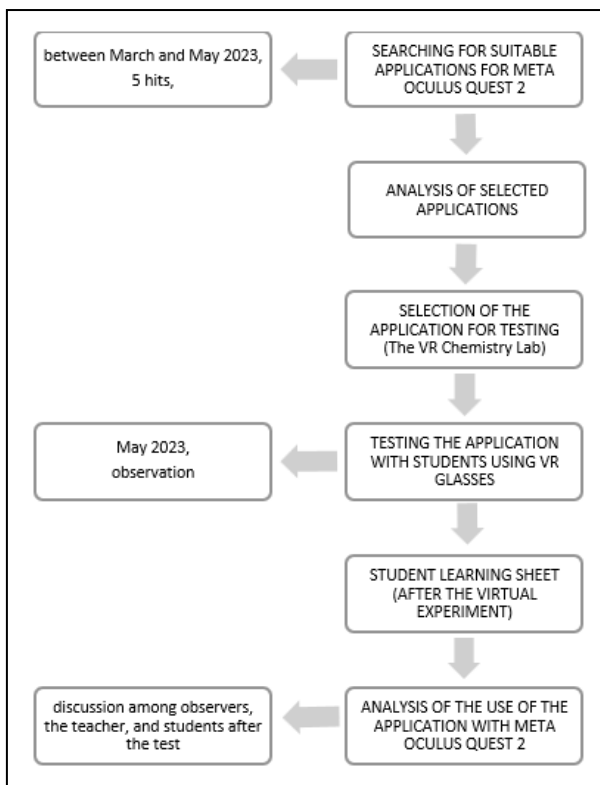 between March and May 2023,
5 hits,
SEARCHING FOR SUITABLE
APPLICATIONS FOR META
OCULUS QUEST 2
ANALYSIS OF SELECTED
APPLICATIONS
SELECTION OF THE
APPLICATION FOR TESTING
(The VR Chemistry Lab)
May 2023,
observation
TESTING THE APPLICATION
WITH STUDENTS USING VR
GLASSES
STUDENT LEARNING SHEET
(AFTER THE VIRTUAL
EXPERIMENT)
discussion among observers,
the teacher, and students after
the test
ANALYSIS OF THE USE OF THE
APPLICATION WITH META
OCULUS QUEST 2